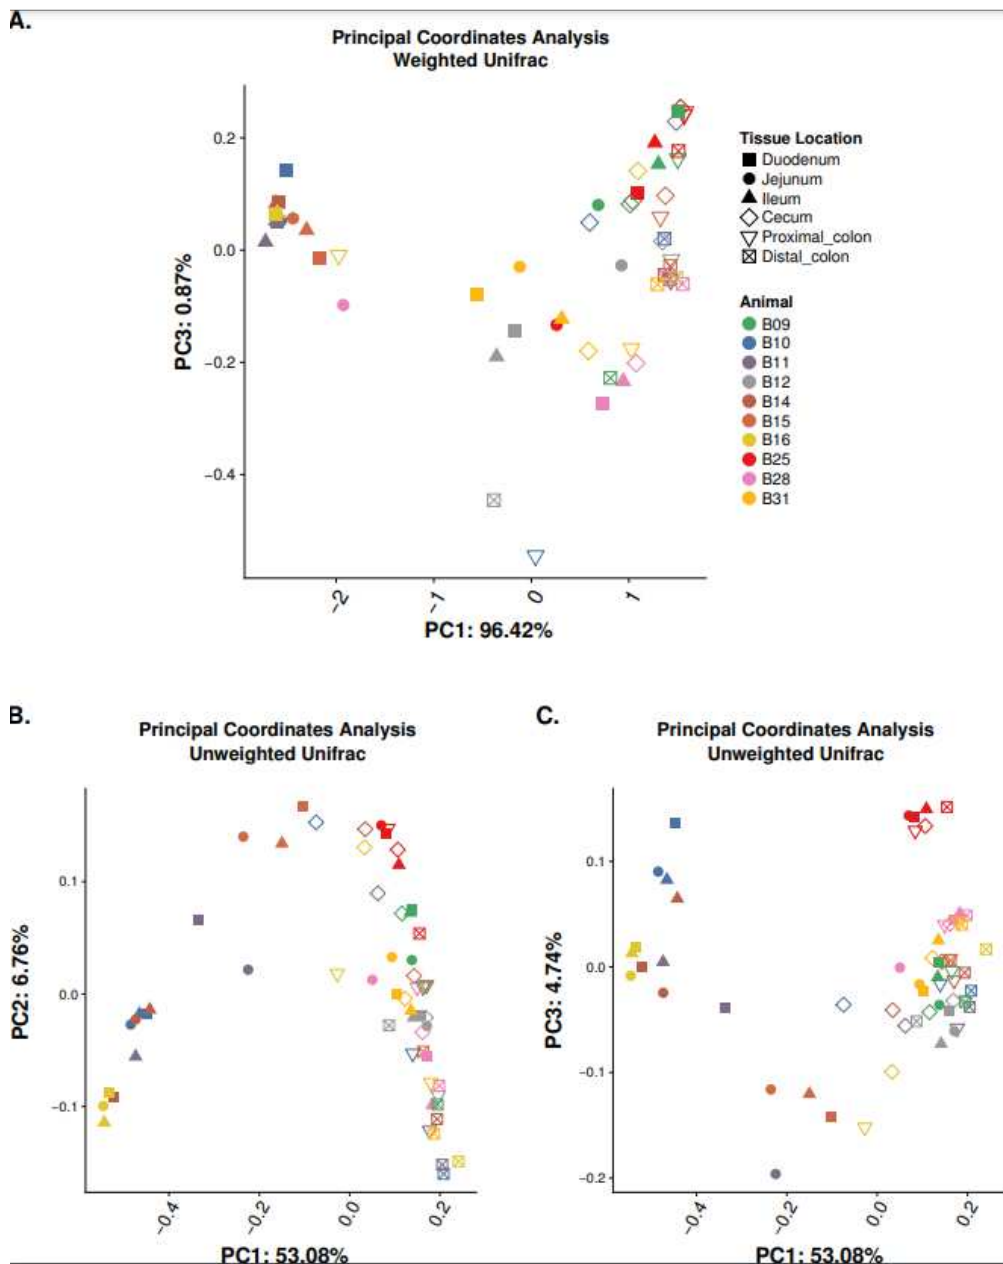 A.
Principal Coordinates Analysis
Weighted Unifrac
0.2
0.0
−0.2
−0.4
PC3: 0.87%
−2
−1
0
1
PC1: 96.42%
Tissue Location
Duodenum
Jejunum
Ileum
Cecum
Proximal_colon
Distal_colon
Animal
B09
B10
B11
B12
B14
B15
B16
B25
B28
B31
B.
Principal Coordinates Analysis
Unweighted Unifrac
0.1
0.0
−0.1
PC2: 6.76%
−0.4
−0.2
0.0
0.2
PC1: 53.08%
C.
Principal Coordinates Analysis
Unweighted Unifrac
0.1
0.0
−0.1
−0.2
PC3: 4.74%
−0.4
−0.2
0.0
0.2
PC1: 53.08%